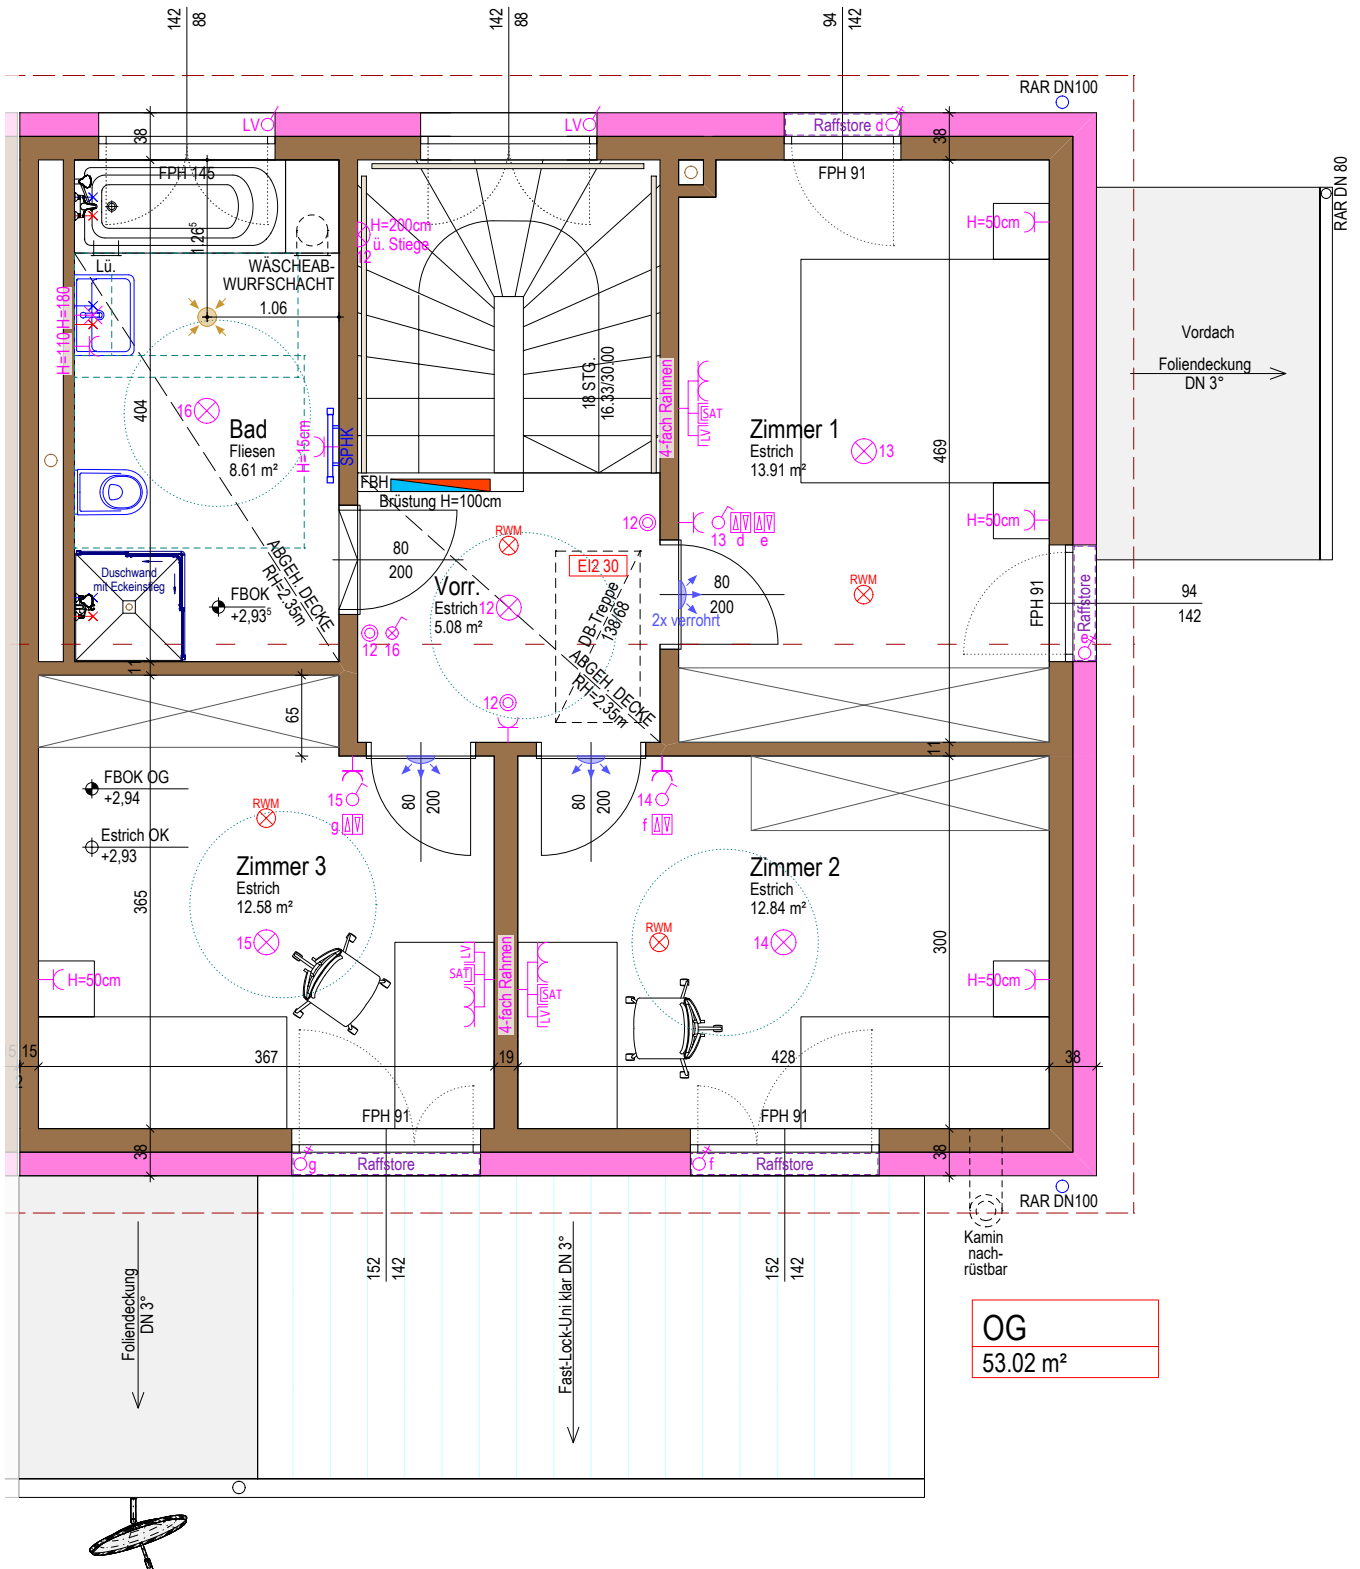 142
88
142
88
94
142
RAR DN100
LV
LV
Raffstore d
38
38
FPH 145
FPH 91
RAR DN 80
H=200cm
ü. Stiege
12
H=50cm
1.26⁵
Lü.
WÄSCHEAB-
WURFSCHACHT
1.06
H=110 H=180
Vordach
Foliendeckung
DN 3°
18 STG.
16.33/30.00
4-fach Rahmen
SAT
LV
404
16
Bad
Fliesen
8.61 m²
H=15cm
SPHK
Zimmer 1
Estrich
13.91 m²
13
469
FBH
Brüstung H=100cm
H=50cm
RWM
12
13
d
e
80
200
EI2 30
Duschwand
mit Eckeinstieg
ABGEH. DECKE
RH=2.35m
FBOK
+2,93⁵
Vorr.
Estrich
5.08 m²
12
DB-Treppe
138/68
80
200
2x verrohrt
RWM
FPH 91
Raffstore
e
94
142
12
16
ABGEH. DECKE
RH=2.35m
11
65
12
11
FBOK OG
+2,94
Estrich OK
+2,93
RWM
15
g
80
200
80
200
14
f
Zimmer 3
Estrich
12.58 m²
365
15
Zimmer 2
Estrich
12.84 m²
RWM
14
300
H=50cm
LV
SAT
4-fach Rahmen
SAT
LV
H=50cm
5
15
2
367
19
428
38
FPH 91
FPH 91
38
38
g
Raffstore
f
Raffstore
RAR DN100
Kamin
nach-
rüstbar
152
142
152
142
Foliendeckung
DN 3°
Fast-Lock-Uni klar DN 3°
OG
53.02 m²